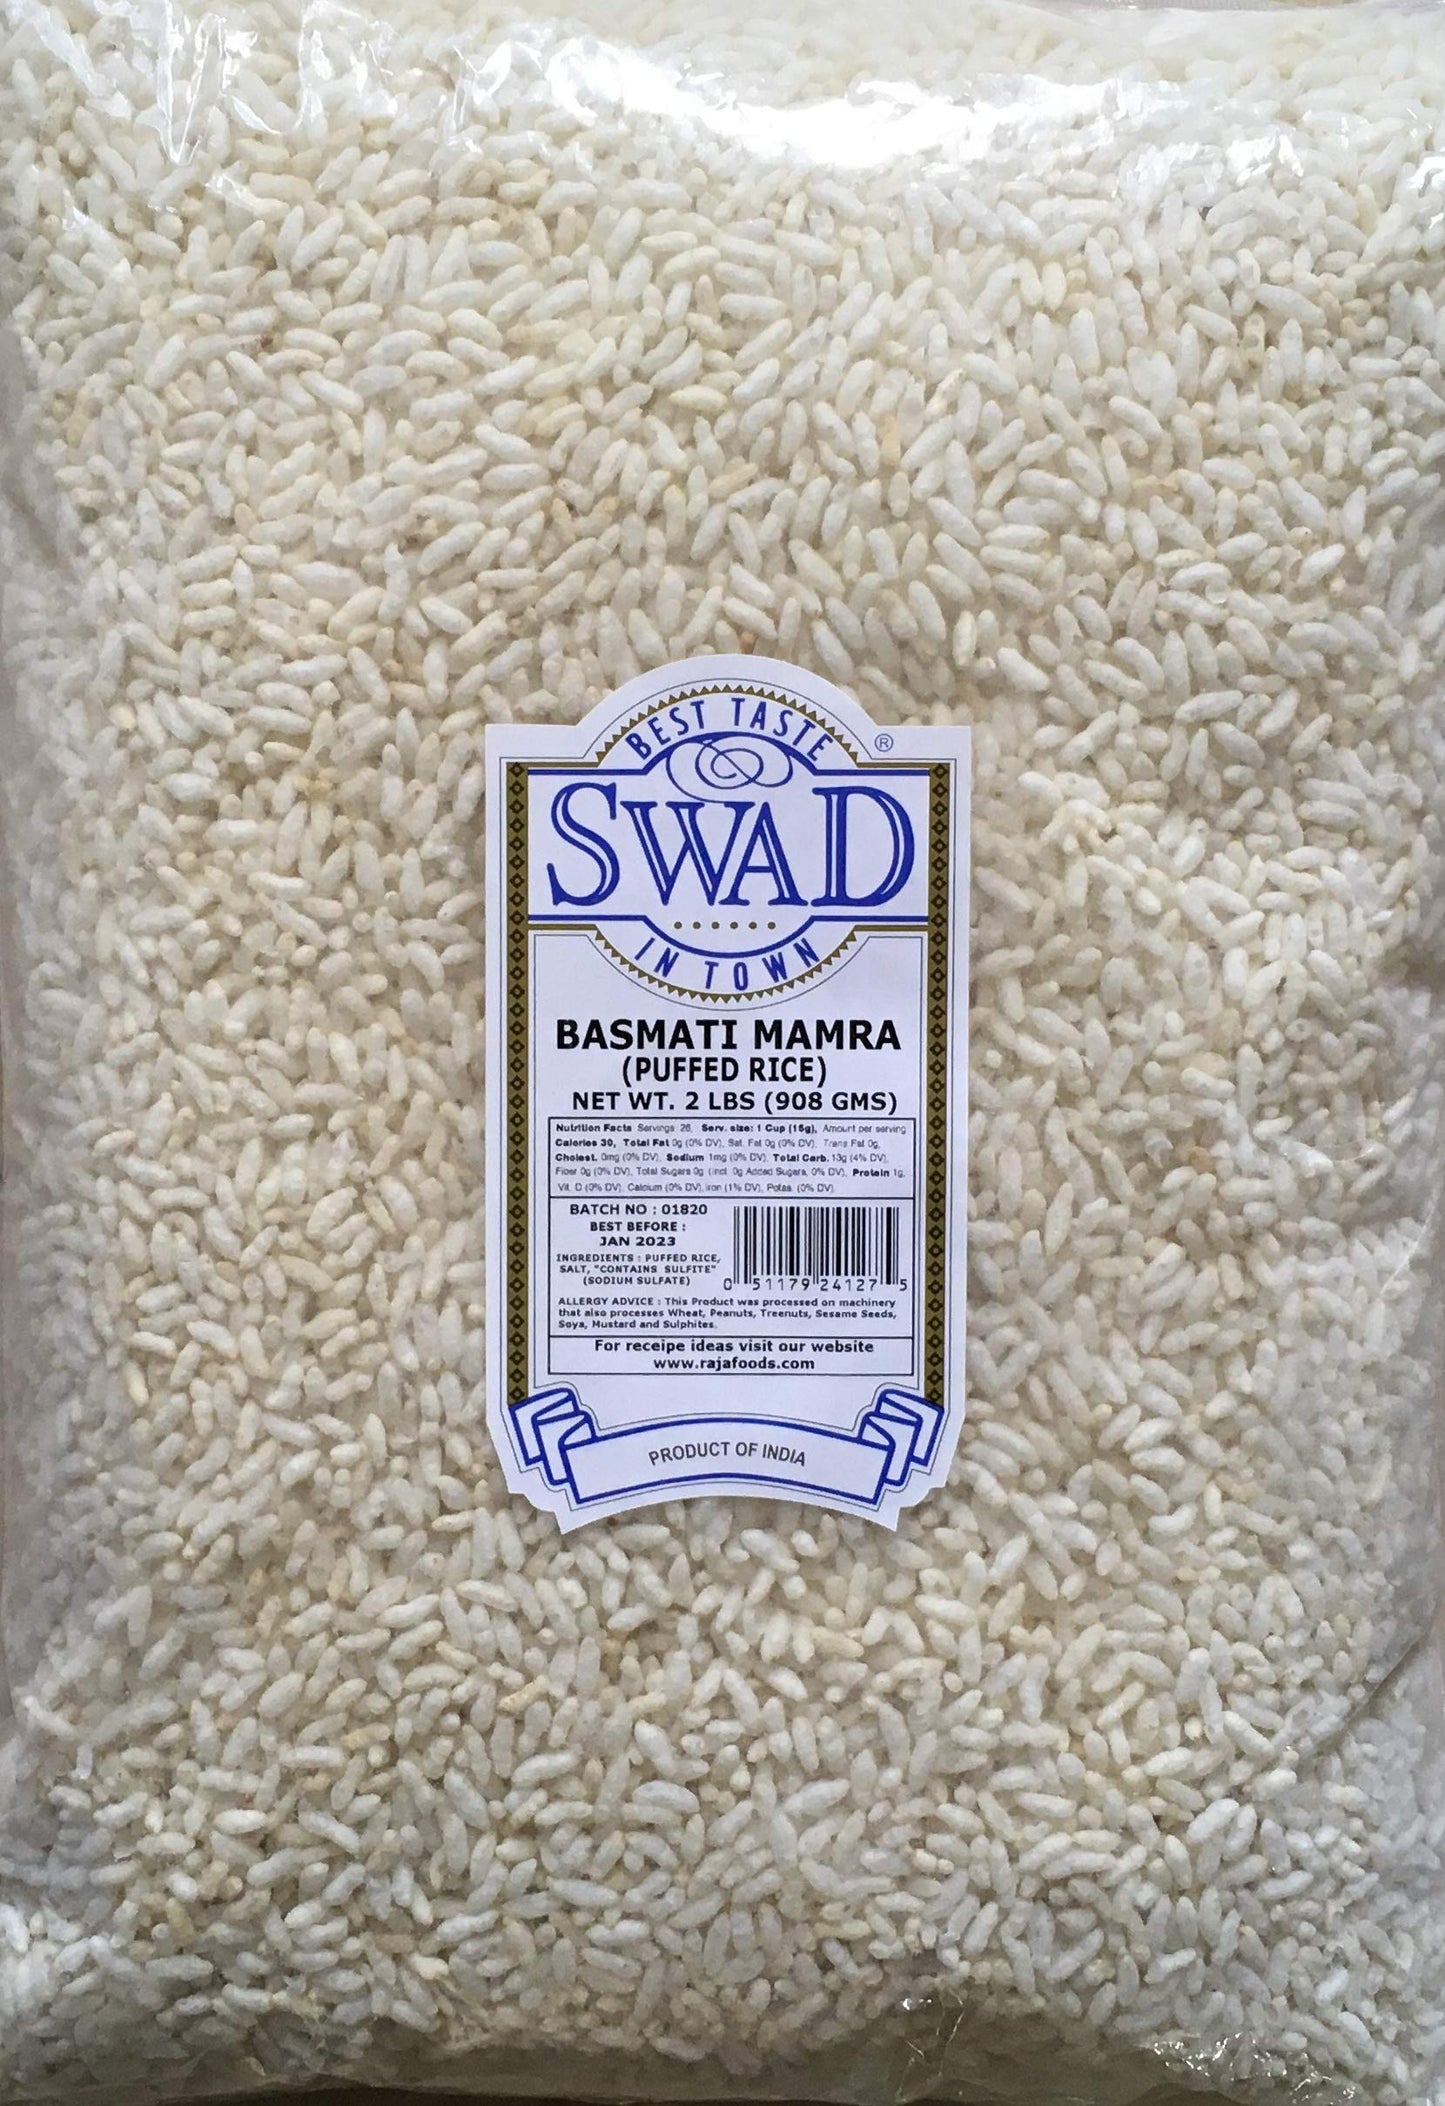 BEST TASTE
®
SWAD
IN TOWN
BASMATI MAMRA
(PUFFED RICE)
NET WT. 2 LBS (908 GMS)
Nutrition Facts Servings 26, Serv. size: 1 Cup (15g), Amount per serving
Calories 30, Total Fat 0g (0% DV), Sat. Fat 0g (0% DV), Trans Fat 0g,
Cholest. 0mg (0% DV), Sodium 1mg (0% DV), Total Carb. 13g (4% DV),
Fiber 0g (0% DV), Total Sugars 0g (Incl. 0g Added Sugars, 0% DV), Protein 1g,
Vit. D (0% DV), Calcium (0% DV), Iron (1% DV), Potas. (0% DV)
BATCH NO : 01820
BEST BEFORE :
JAN 2023
INGREDIENTS : PUFFED RICE,
SALT, "CONTAINS SULFITE"
(SODIUM SULFATE)
0 51179 24127 5
ALLERGY ADVICE : This Product was processed on machinery
that also processes Wheat, Peanuts, Treenuts, Sesame Seeds,
Soya, Mustard and Sulphites.
For receipe ideas visit our website
www.rajafoods.com
PRODUCT OF INDIA